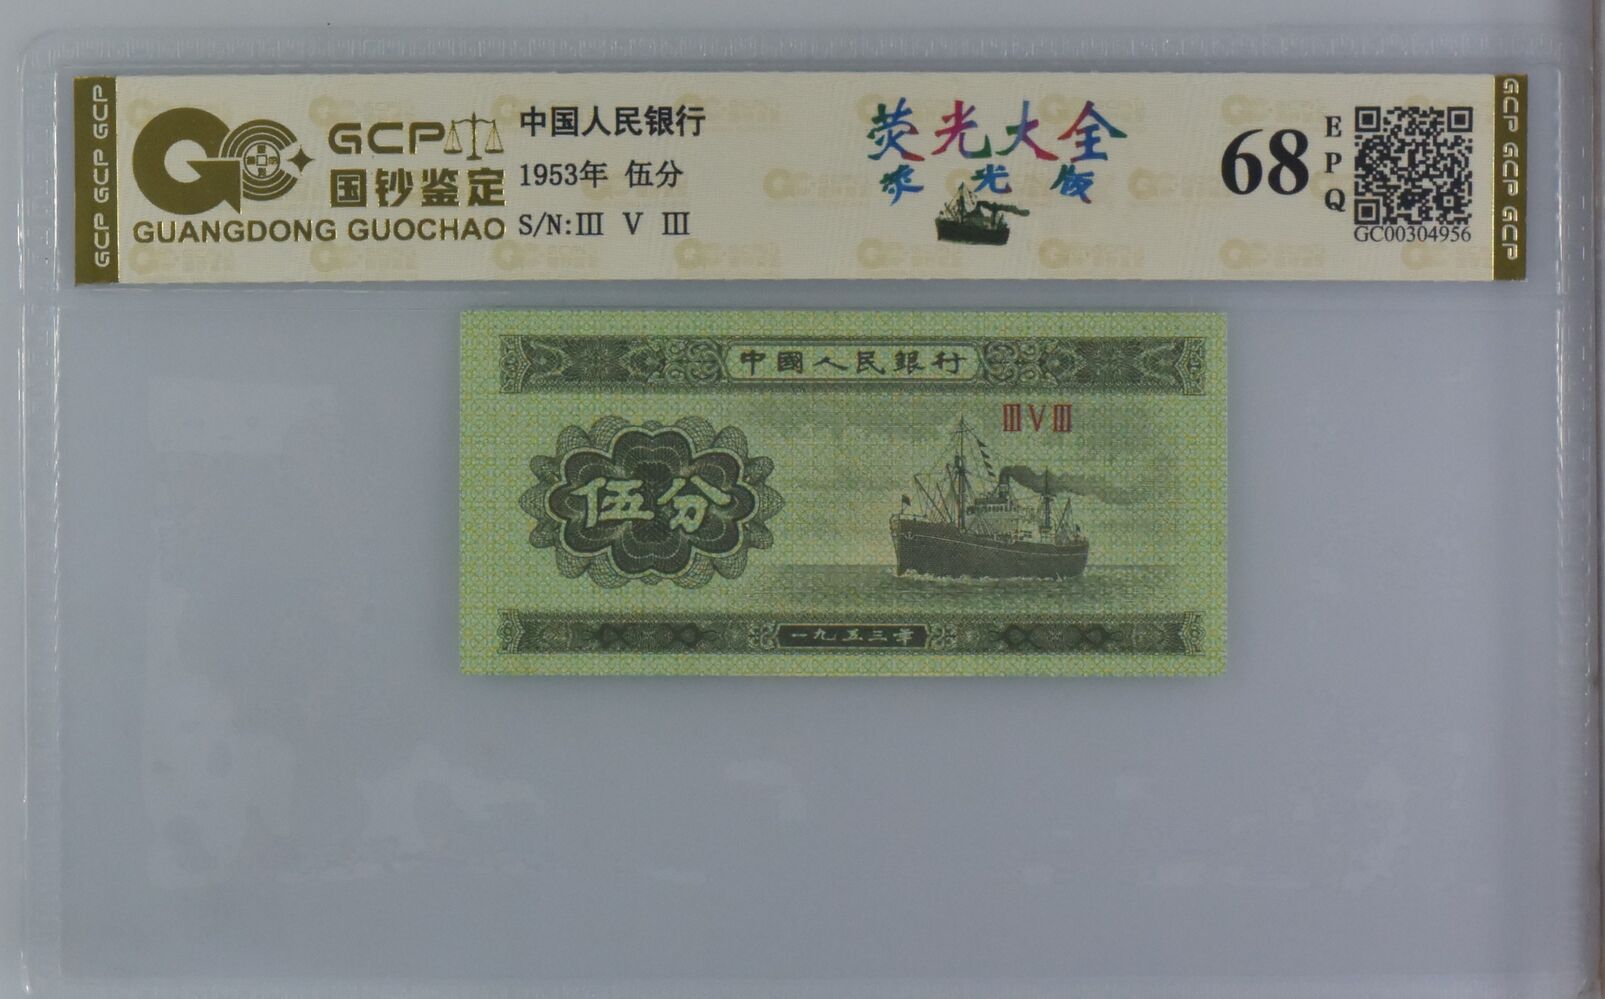 GCP GCP GCP
GCP
国钞鉴定
GUANGDONG GUOCHAO
中国人民银行
1953年 伍分
S/N:Ⅲ Ⅴ Ⅲ
荧光大全
荧光版
68
EPQ
GC00304956
GCP GCP GCP
中國人民銀行
ⅢⅤⅢ
伍分
一九五三年